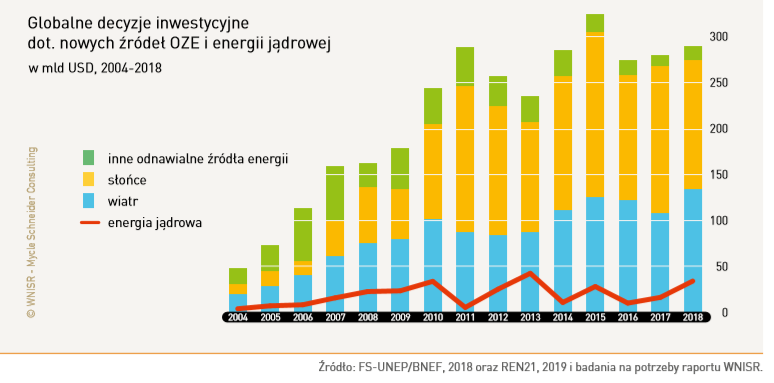 Globalne decyzje inwestycyjne
dot. nowych źródeł OZE i energii jądrowej
w mld USD, 2004-2018
inne odnawialne źródła energii
słońce
wiatr
energia jądrowa
© WNISR - Mycle Schneider Consulting
300
250
200
150
100
50
0
2004 2005 2006 2007 2008 2009 2010 2011 2012 2013 2014 2015 2016 2017 2018
Źródło: FS-UNEP/BNEF, 2018 oraz REN21, 2019 i badania na potrzeby raportu WNISR.